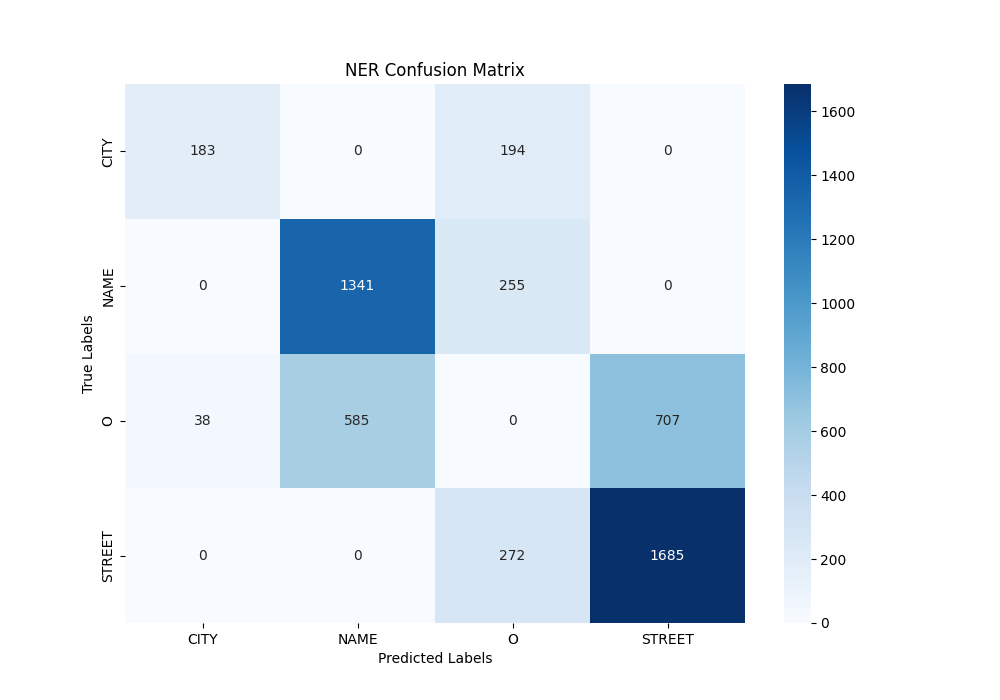 NER Confusion Matrix
CITY 183 0 194 0
NAME 0 1341 255 0
O 38 585 0 707
STREET 0 0 272 1685
CITY NAME O STREET
Predicted Labels
True Labels
1600
1400
1200
1000
800
600
400
200
0